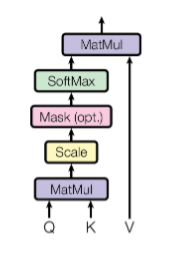 MatMul
SoftMax
Mask (opt.)
Scale
MatMul
Q K V